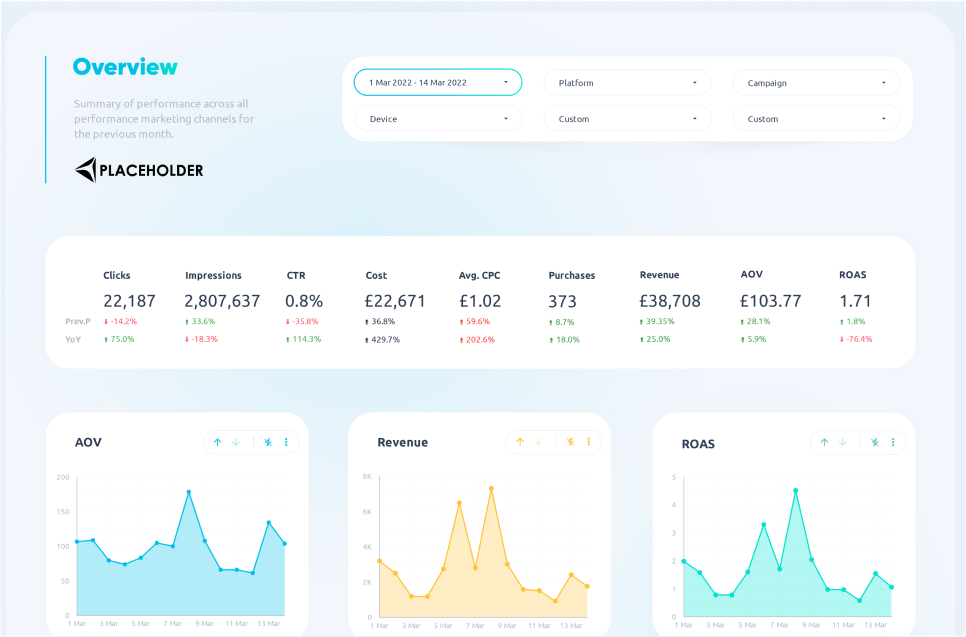 Overview
Summary of performance across all
performance marketing channels for
the previous month.
PLACEHOLDER
1 Mar 2022 - 14 Mar 2022
Platform
Campaign
Device
Custom
Custom
Clicks Impressions CTR Cost Avg. CPC Purchases Revenue AOV ROAS
22,187 2,807,637 0.8% £22,671 £1.02 373 £38,708 £103.77 1.71
Prev.P -14.2% 33.6% -35.8% 36.8% 59.6% 8.7% 39.35% 28.1% 1.8%
YoY 75.0% -18.3% 114.3% 429.7% 202.6% 18.0% 25.0% 5.9% -76.4%
AOV
200
150
100
50
0
1 Mar 3 Mar 5 Mar 7 Mar 9 Mar 11 Mar 13 Mar
Revenue
8K
6K
4K
2K
0
1 Mar 3 Mar 5 Mar 7 Mar 9 Mar 11 Mar 13 Mar
ROAS
5
4
3
2
1
0
1 Mar 3 Mar 5 Mar 7 Mar 9 Mar 11 Mar 13 Mar